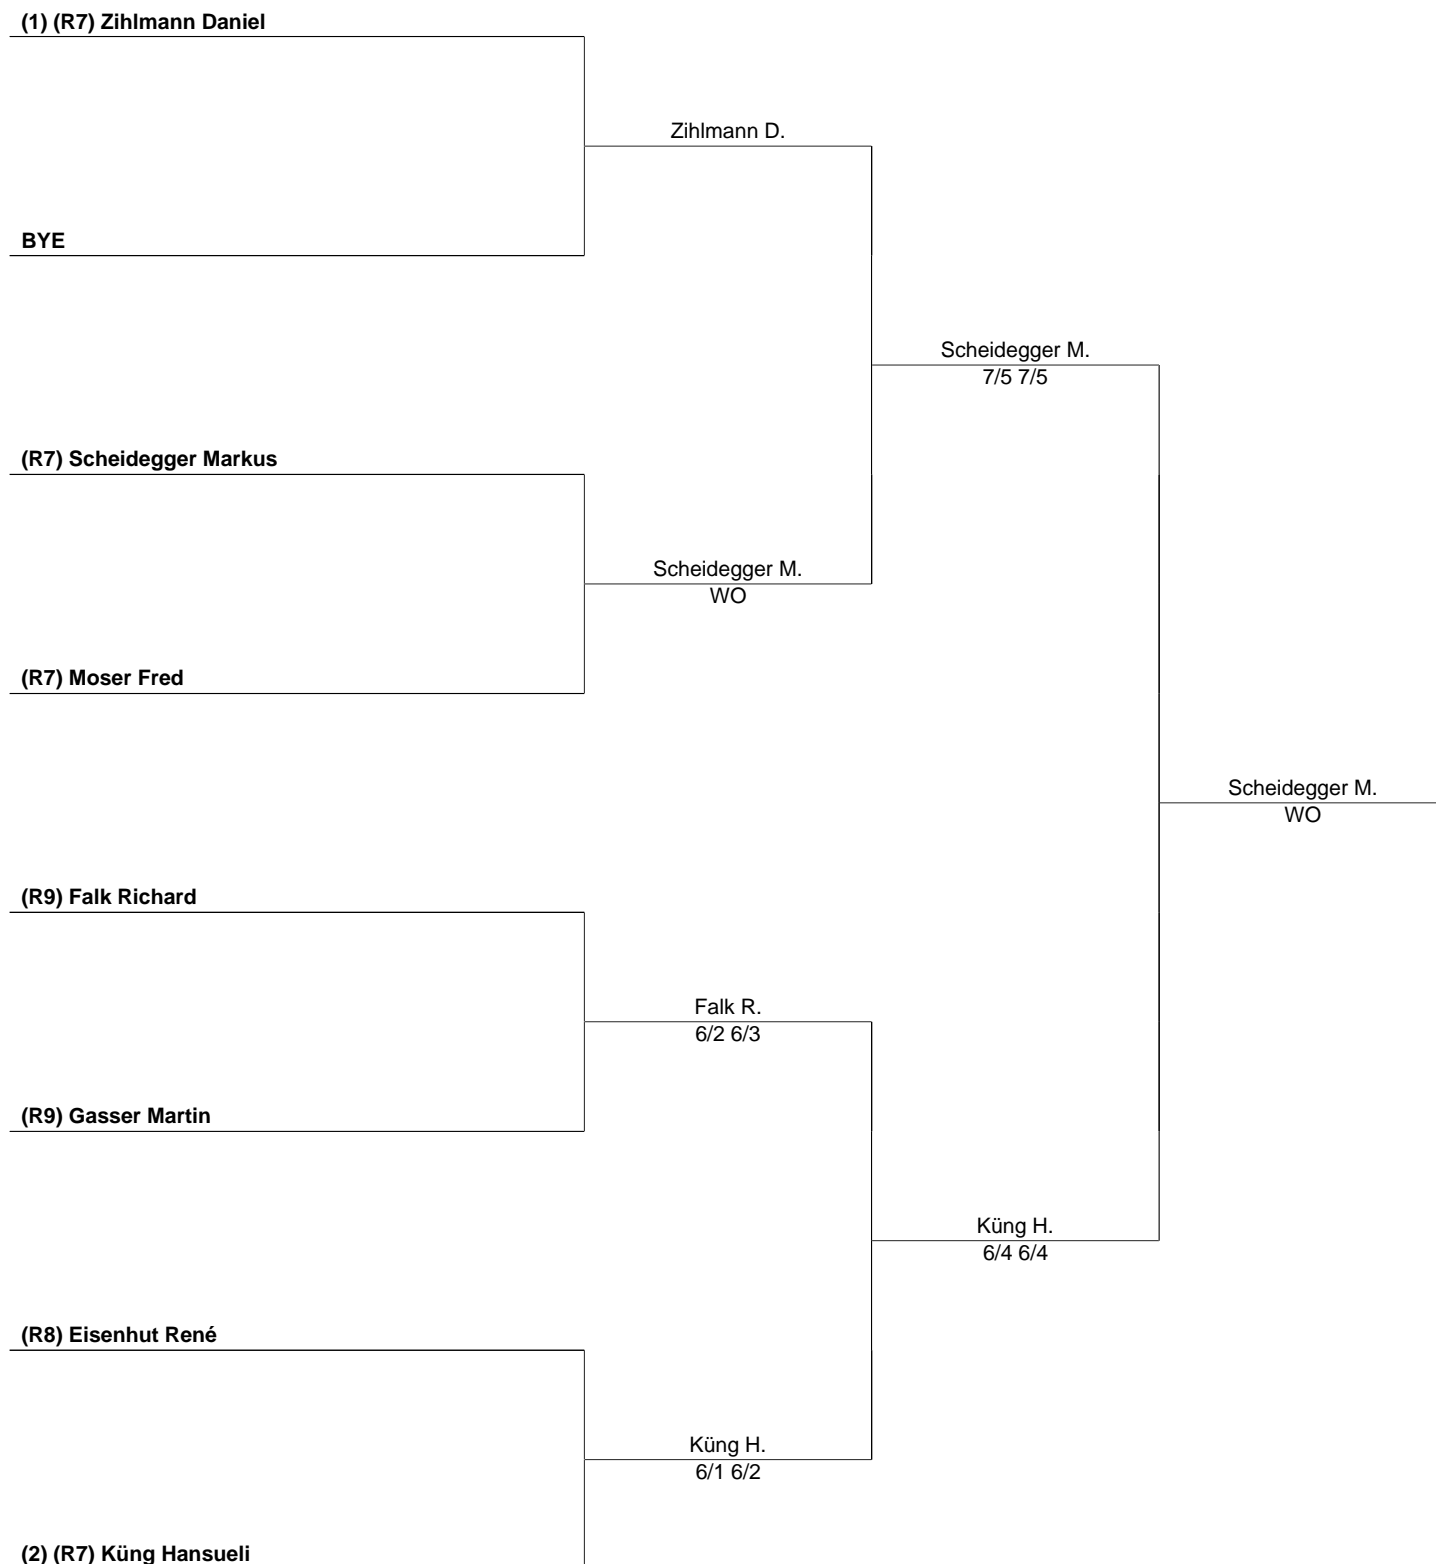 (1) (R7) Zihlmann Daniel
Zihlmann D.
BYE
Scheidegger M.
7/5 7/5
(R7) Scheidegger Markus
Scheidegger M.
WO
(R7) Moser Fred
Scheidegger M.
WO
(R9) Falk Richard
Falk R.
6/2 6/3
(R9) Gasser Martin
Küng H.
6/4 6/4
(R8) Eisenhut René
Küng H.
6/1 6/2
(2) (R7) Küng Hansueli